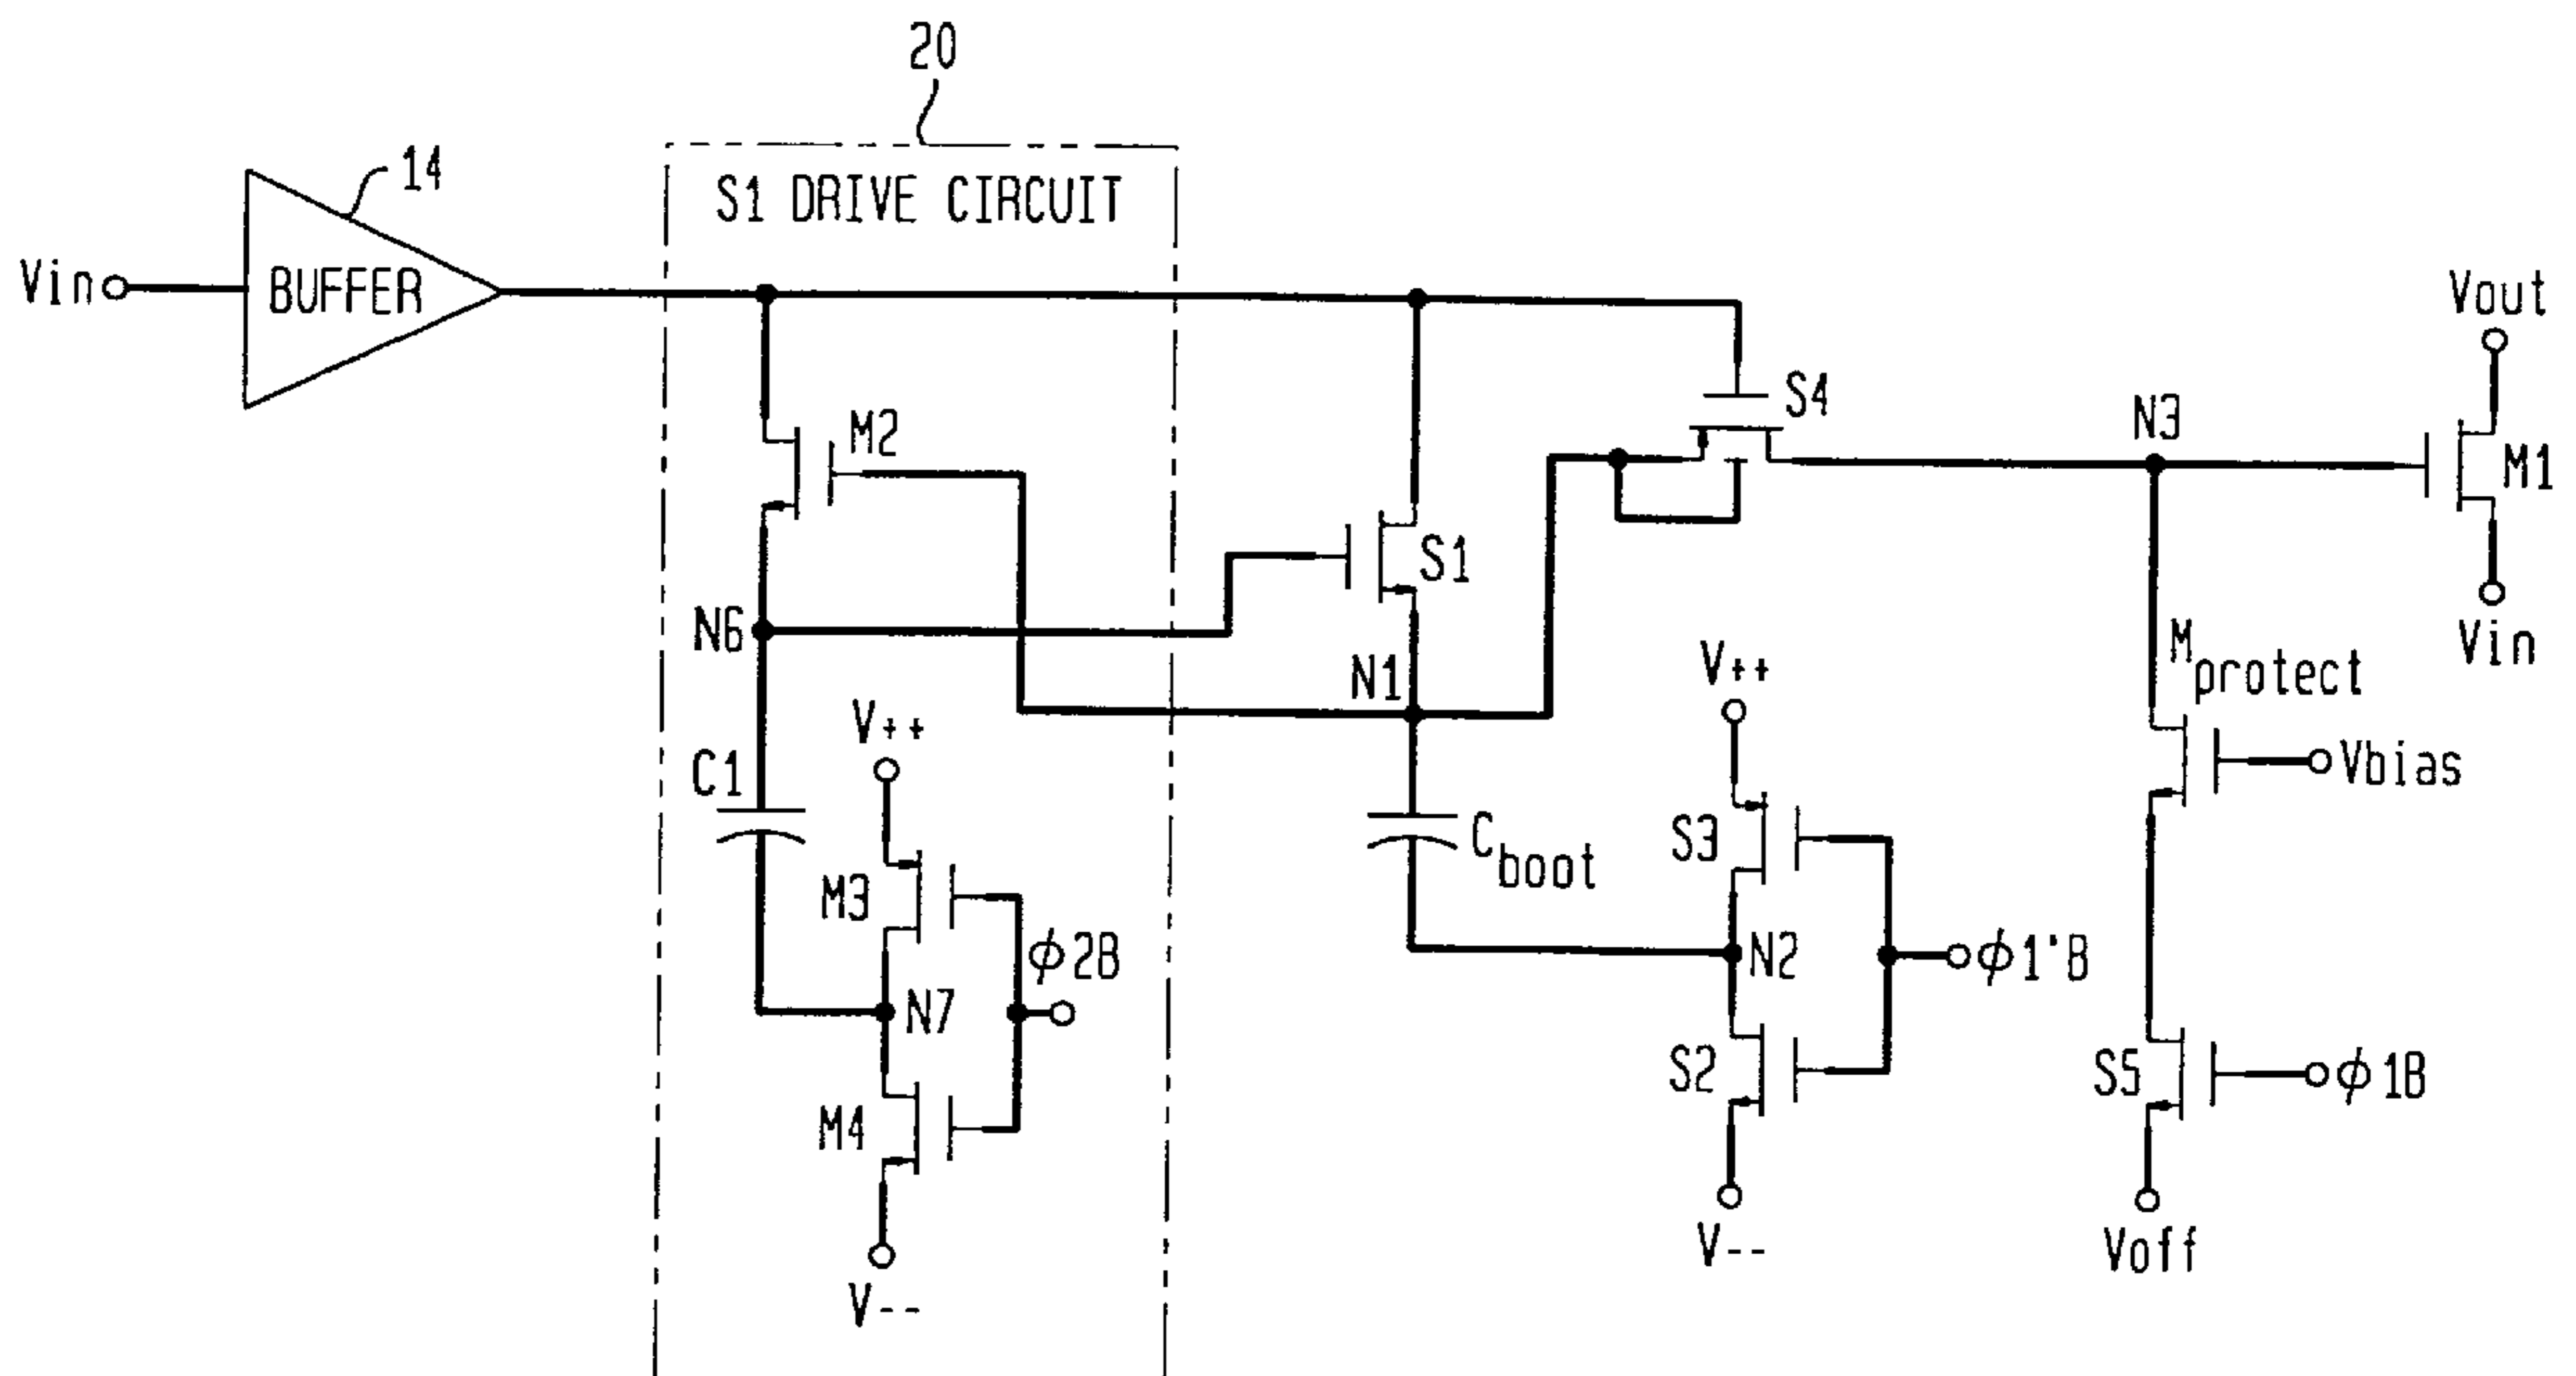 20
14
S1 DRIVE CIRCUIT
Vin
BUFFER
Vout
M2
S4
N3
M1
S1
N6
N1
V++
Mprotect
Vin
V++
C1
Vbias
Cboot
S3
M3
ϕ2B
N2
ϕ1'B
N7
S2
S5
ϕ1B
M4
V--
Voff
V--